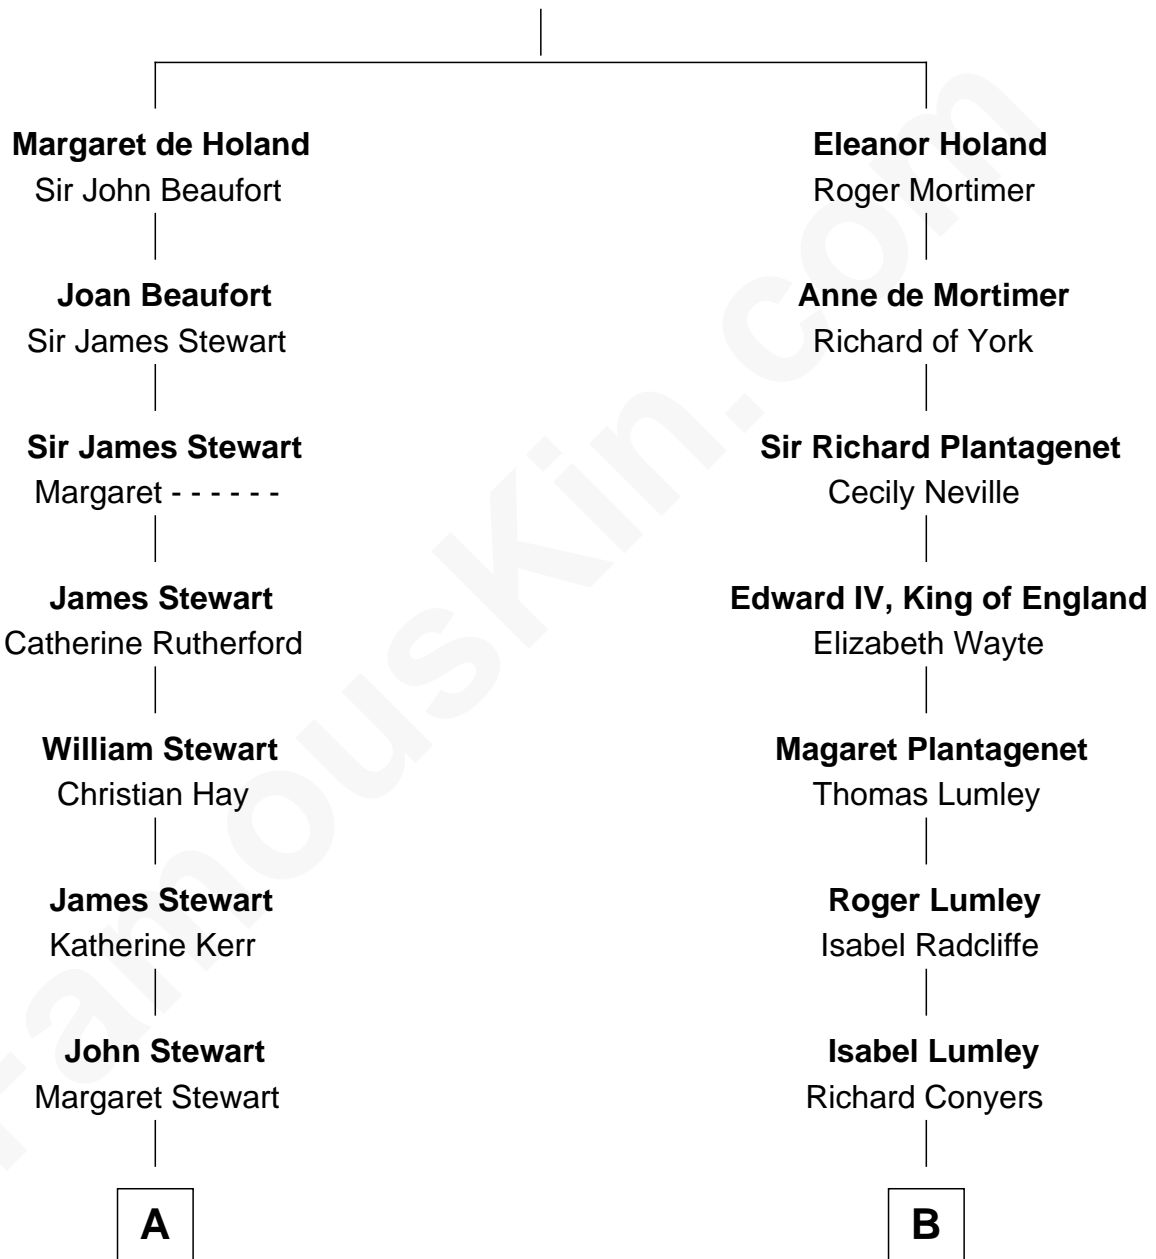 Margaret de Holand
Sir John Beaufort
Joan Beaufort
Sir James Stewart
Sir James Stewart
Margaret - - - - - -
James Stewart
Catherine Rutherford
William Stewart
Christian Hay
James Stewart
Katherine Kerr
John Stewart
Margaret Stewart
A
Eleanor Holand
Roger Mortimer
Anne de Mortimer
Richard of York
Sir Richard Plantagenet
Cecily Neville
Edward IV, King of England
Elizabeth Wayte
Magaret Plantagenet
Thomas Lumley
Roger Lumley
Isabel Radcliffe
Isabel Lumley
Richard Conyers
B
FamousKin.com